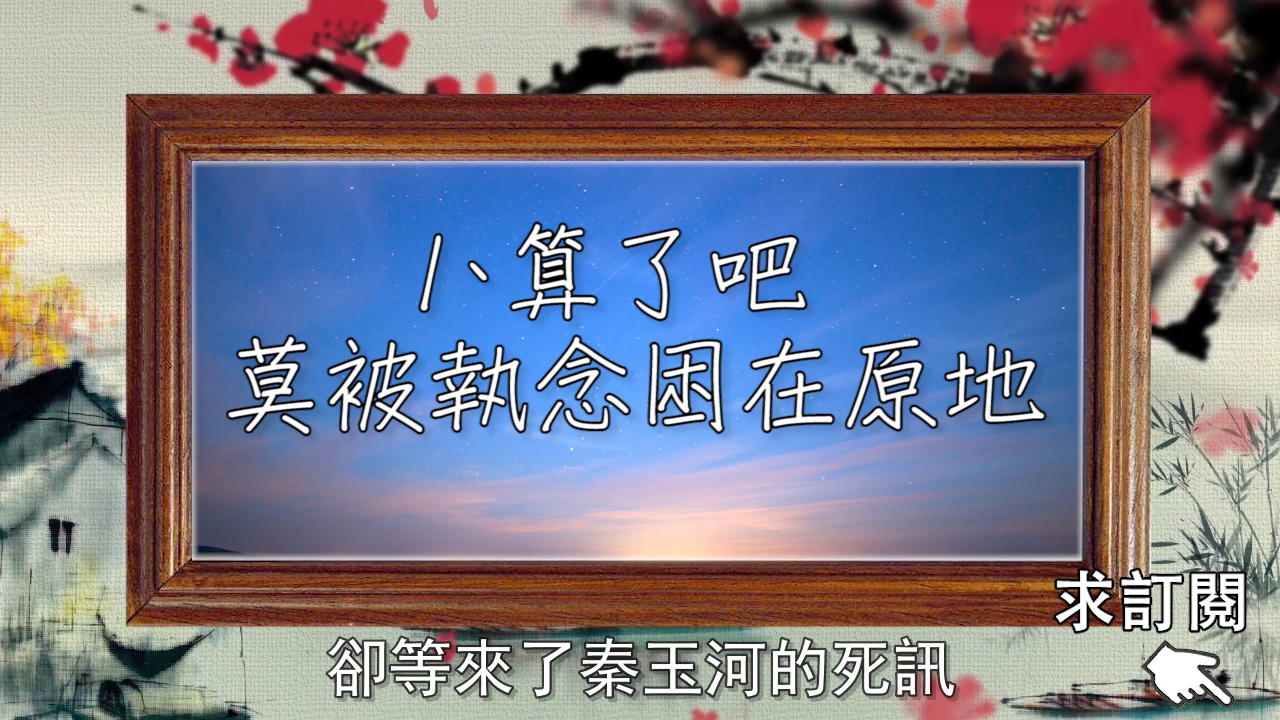 1、算了吧
莫被執念困在原地
求訂閱
卻等來了秦玉河的死訊